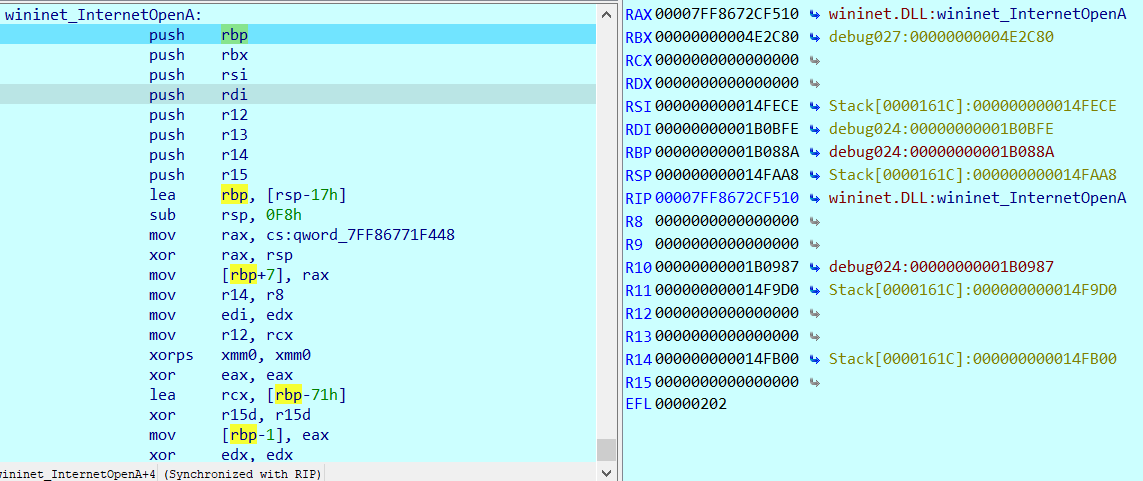 wininet_InternetOpenA:
push rbp
push rbx
push rsi
push rdi
push r12
push r13
push r14
push r15
lea rbp, [rsp-17h]
sub rsp, 0F8h
mov rax, cs:qword_7FF86771F448
xor rax, rsp
mov [rbp+7], rax
mov r14, r8
mov edi, edx
mov r12, rcx
xorps xmm0, xmm0
xor eax, eax
lea rcx, [rbp-71h]
xor r15d, r15d
mov [rbp-1], eax
xor edx, edx
wininet_InternetOpenA+4 (Synchronized with RIP)
RAX 00007FF8672CF510 wininet.DLL:wininet_InternetOpenA
RBX 00000000004E2C80 debug027:00000000004E2C80
RCX 0000000000000000
RDX 0000000000000000
RSI 000000000014FECE Stack[0000161C]:000000000014FECE
RDI 00000000001B0BFE debug024:00000000001B0BFE
RBP 00000000001B088A debug024:00000000001B088A
RSP 000000000014FAA8 Stack[0000161C]:000000000014FAA8
RIP 00007FF8672CF510 wininet.DLL:wininet_InternetOpenA
R8 0000000000000000
R9 0000000000000000
R10 00000000001B0987 debug024:00000000001B0987
R11 000000000014F9D0 Stack[0000161C]:000000000014F9D0
R12 0000000000000000
R13 0000000000000000
R14 000000000014FB00 Stack[0000161C]:000000000014FB00
R15 0000000000000000
EFL 00000202